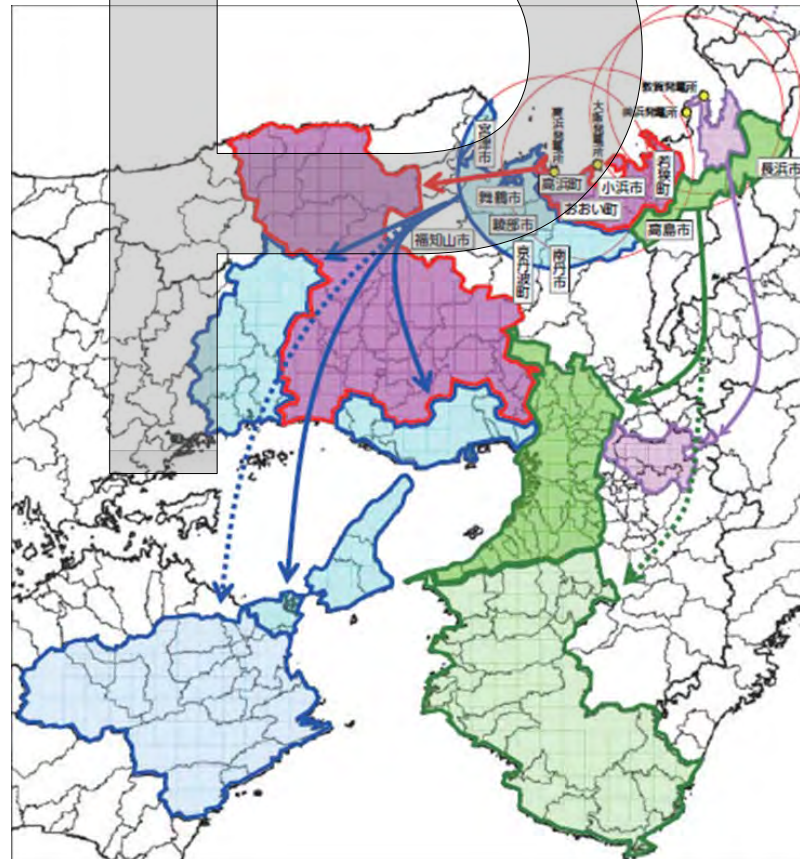 敦賀発電所
美浜発電所
大飯発電所
高浜発電所
宮津市
長浜市
若狭町
小浜市
高浜町
舞鶴市
おおい町
綾部市
高島市
福知山市
京丹波町
南丹市